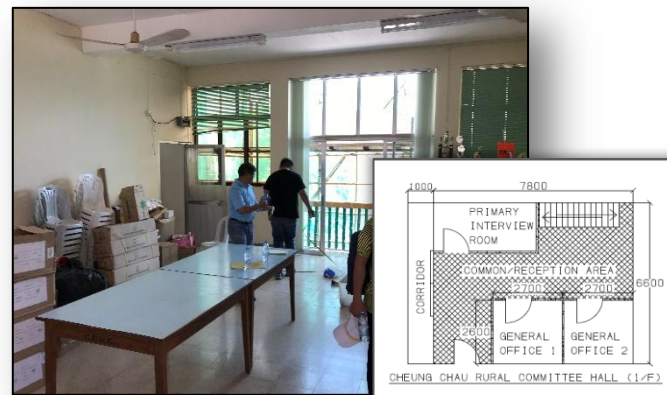 1000
7800
PRIMARY
INTERVIEW
ROOM
CORRIDOR
COMMON/RECEPTION AREA
2700
2700
6600
2600
GENERAL
OFFICE 1
GENERAL
OFFICE 2
CHEUNG CHAU RURAL COMMITTEE HALL (1/F)